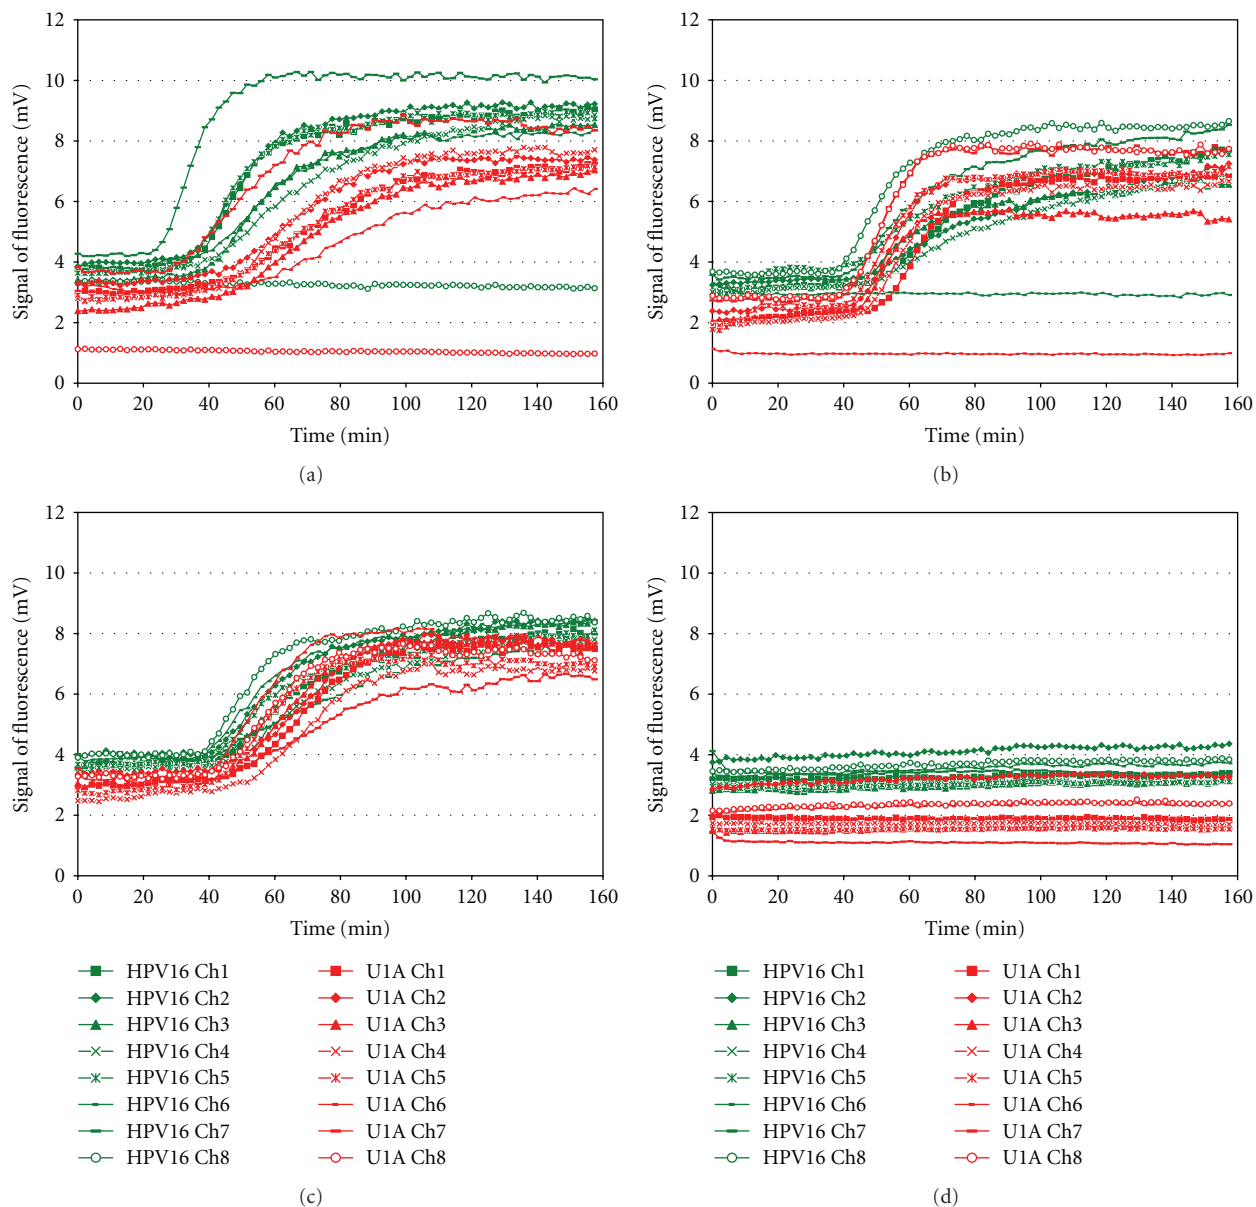 12
10
8
6
4
2
0
Signal of fluorescence (mV)
0 20 40 60 80 100 120 140 160
Time (min)
(a)
12
10
8
6
4
2
0
Signal of fluorescence (mV)
0 20 40 60 80 100 120 140 160
Time (min)
(b)
12
10
8
6
4
2
0
Signal of fluorescence (mV)
0 20 40 60 80 100 120 140 160
Time (min)
HPV16 Ch1 U1A Ch1
HPV16 Ch2 U1A Ch2
HPV16 Ch3 U1A Ch3
HPV16 Ch4 U1A Ch4
HPV16 Ch5 U1A Ch5
HPV16 Ch6 U1A Ch6
HPV16 Ch7 U1A Ch7
HPV16 Ch8 U1A Ch8
(c)
12
10
8
6
4
2
0
Signal of fluorescence (mV)
0 20 40 60 80 100 120 140 160
Time (min)
HPV16 Ch1 U1A Ch1
HPV16 Ch2 U1A Ch2
HPV16 Ch3 U1A Ch3
HPV16 Ch4 U1A Ch4
HPV16 Ch5 U1A Ch5
HPV16 Ch6 U1A Ch6
HPV16 Ch7 U1A Ch7
HPV16 Ch8 U1A Ch8
(d)